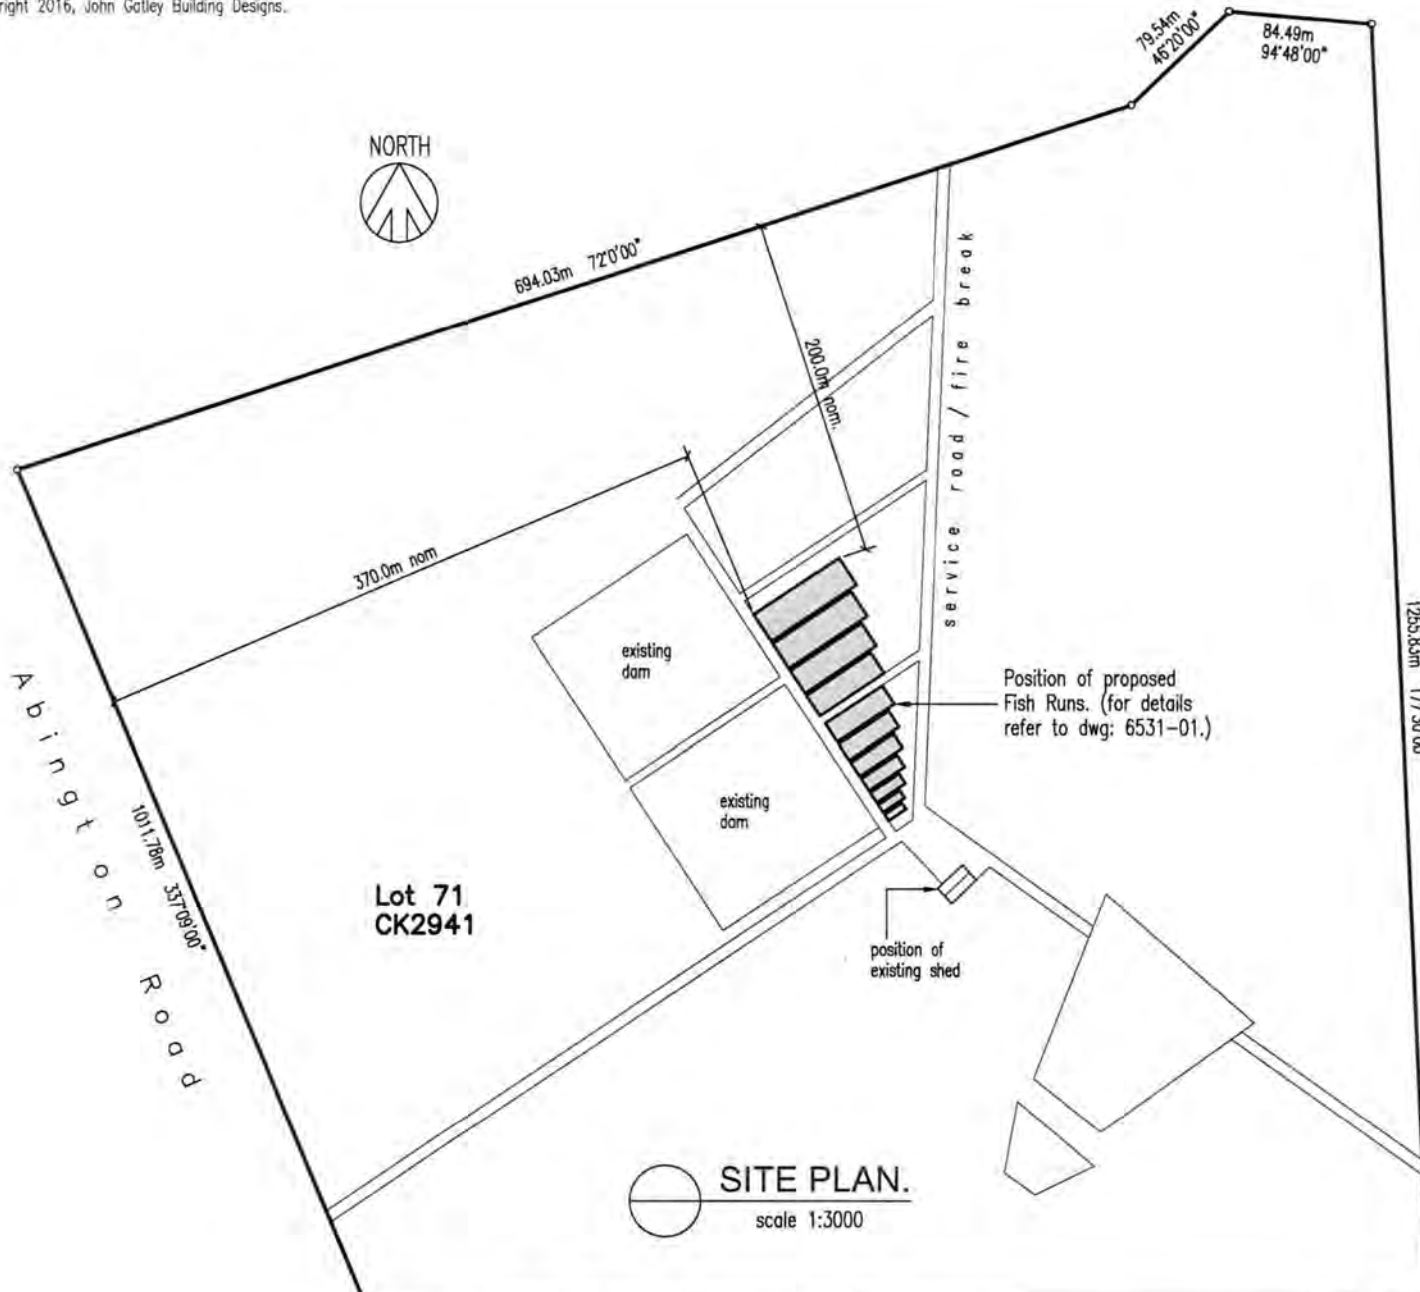 right 2016, John Gatley Building Designs.
79.54m
46°20'00"
84.49m
94°48'00"
NORTH
694.03m 72°0'00"
200.0m nom.
service road / fire break
370.0m nom
existing
dam
Position of proposed
Fish Runs. (for details
refer to dwg: 6531-01.)
existing
dam
Abington Road
1011.78m 337°09'00"
Lot 71
CK2941
position of
existing shed
SITE PLAN.
scale 1:3000